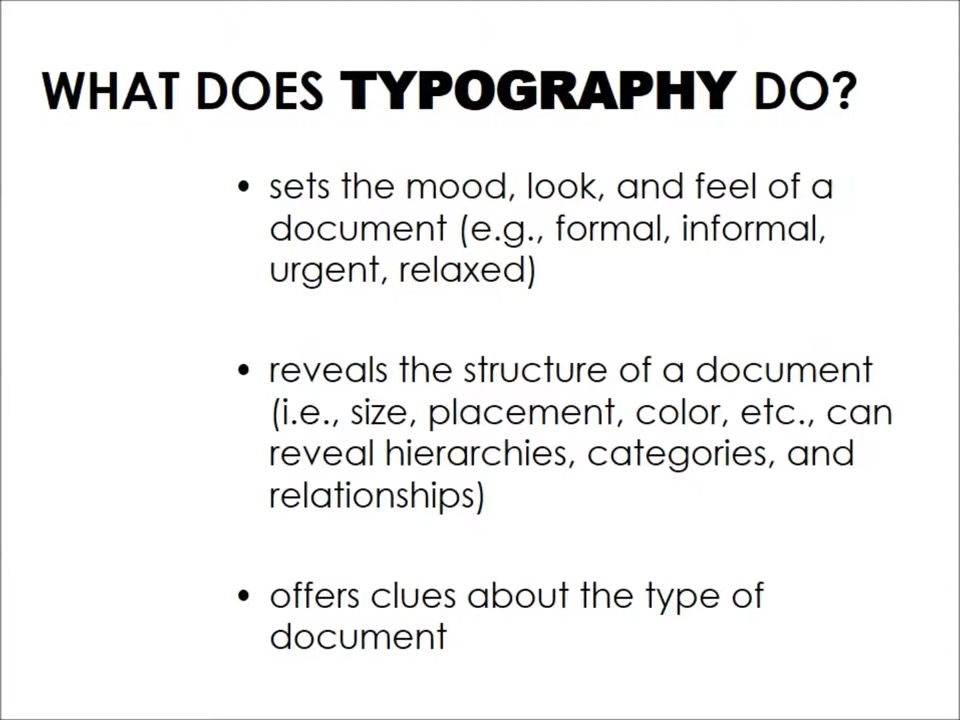 WHAT DOES TYPOGRAPHY DO?
• sets the mood, look, and feel of a
document (e.g., formal, informal,
urgent, relaxed)
• reveals the structure of a document
(i.e., size, placement, color, etc., can
reveal hierarchies, categories, and
relationships)
• offers clues about the type of
document